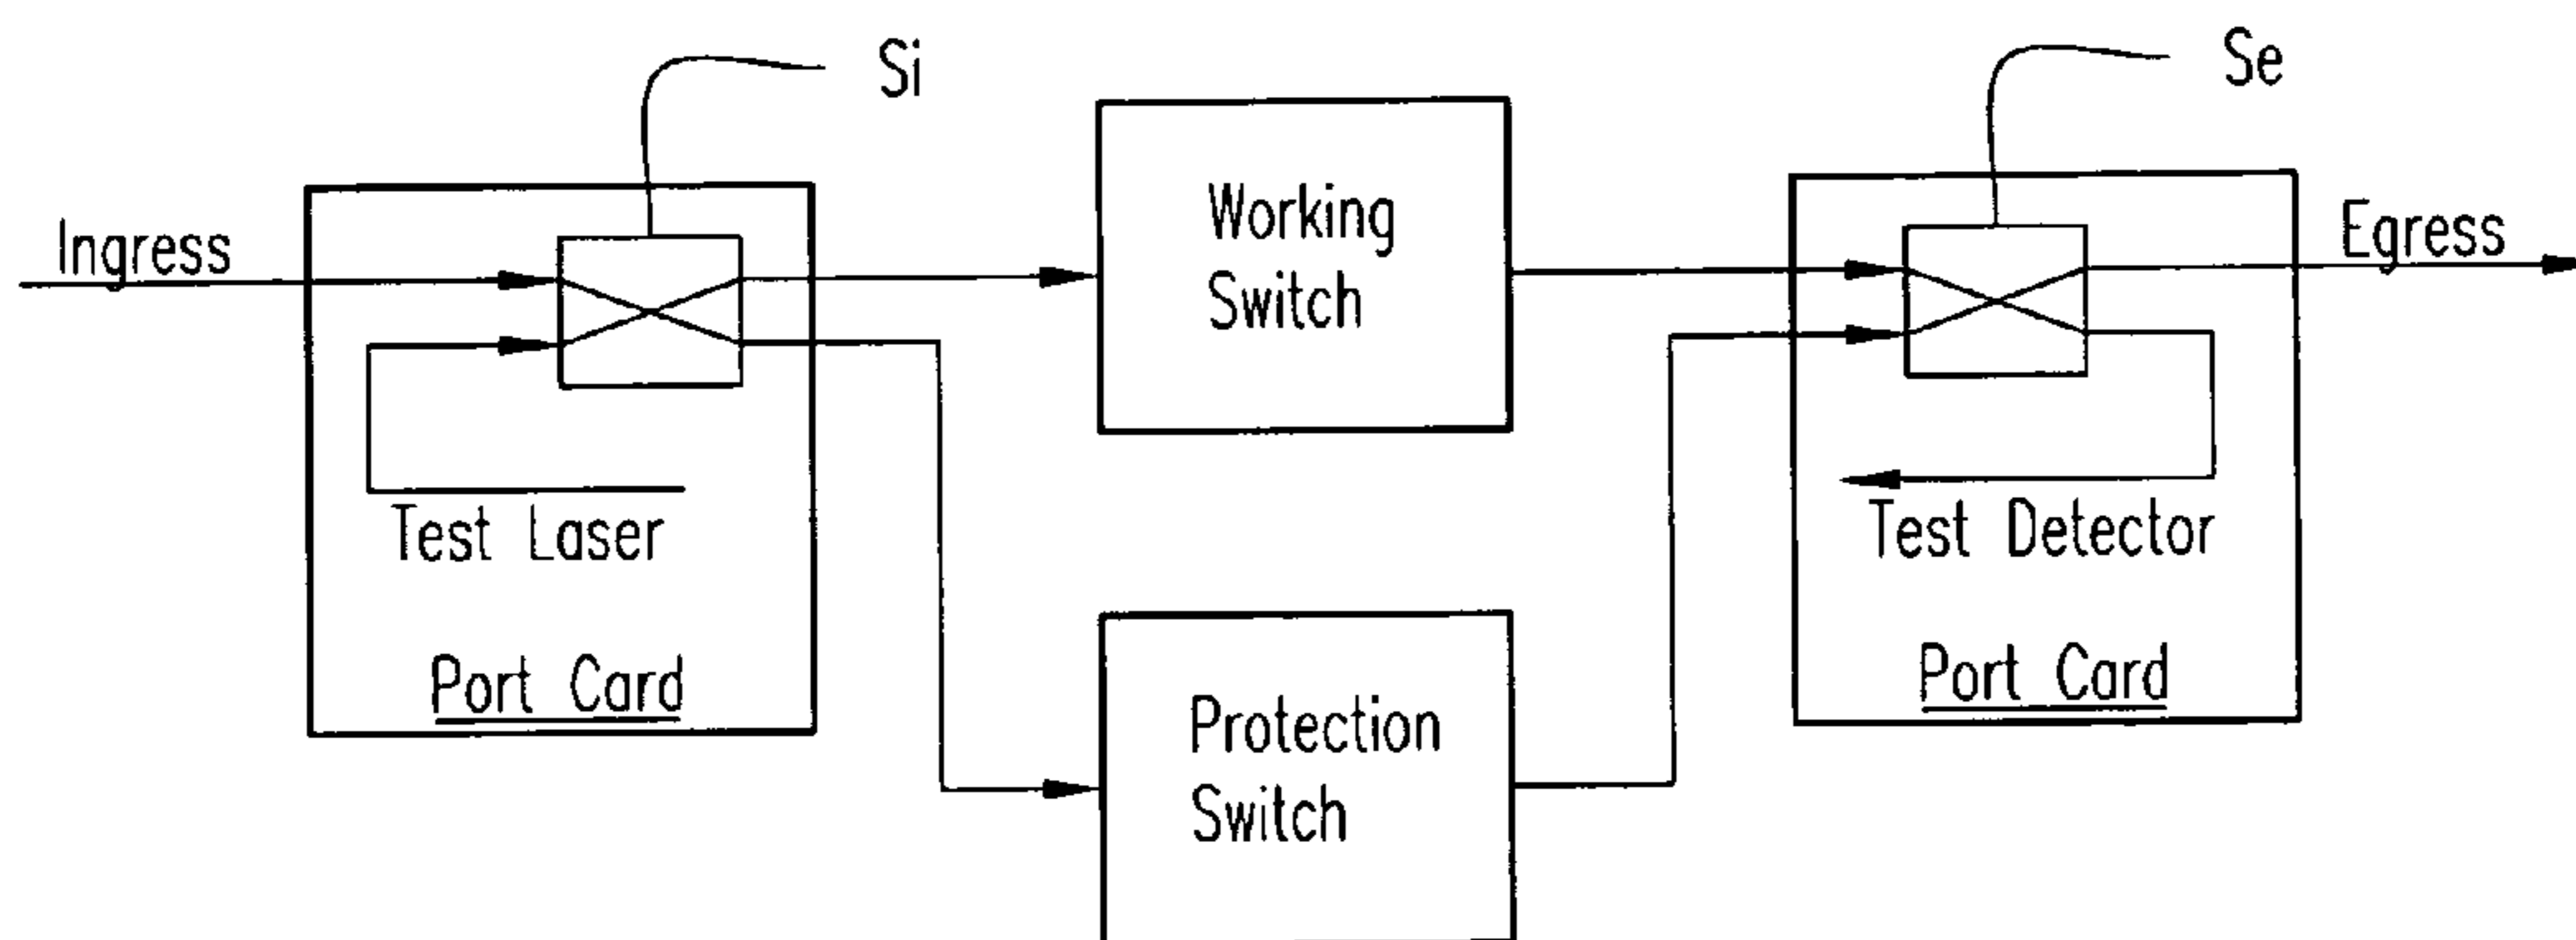 Si
Se
Ingress
Working
Switch
Egress
Test Laser
Test Detector
Port Card
Port Card
Protection
Switch